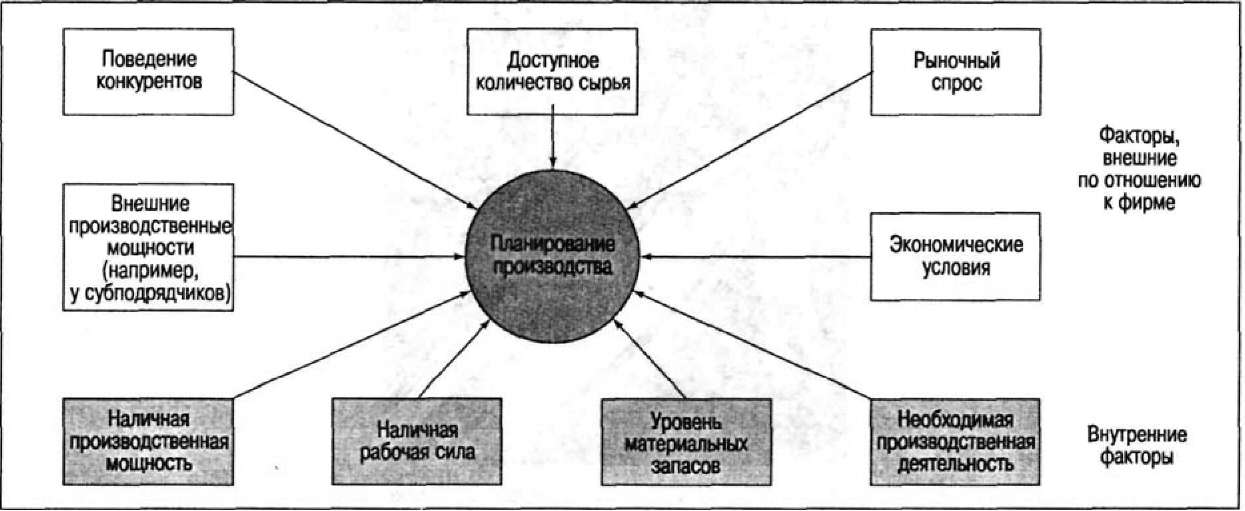 Поведение
конкурентов
Доступное
количество сырья
Рыночный
спрос
Факторы,
внешние
по отношению
к фирме
Внешние
производственные
мощности
(например,
у субподрядчиков)
Планирование
производства
Экономические
условия
Наличная
производственная
мощность
Наличная
рабочая сила
Уровень
материальных
запасов
Необходимая
производственная
деятельность
Внутренние
факторы